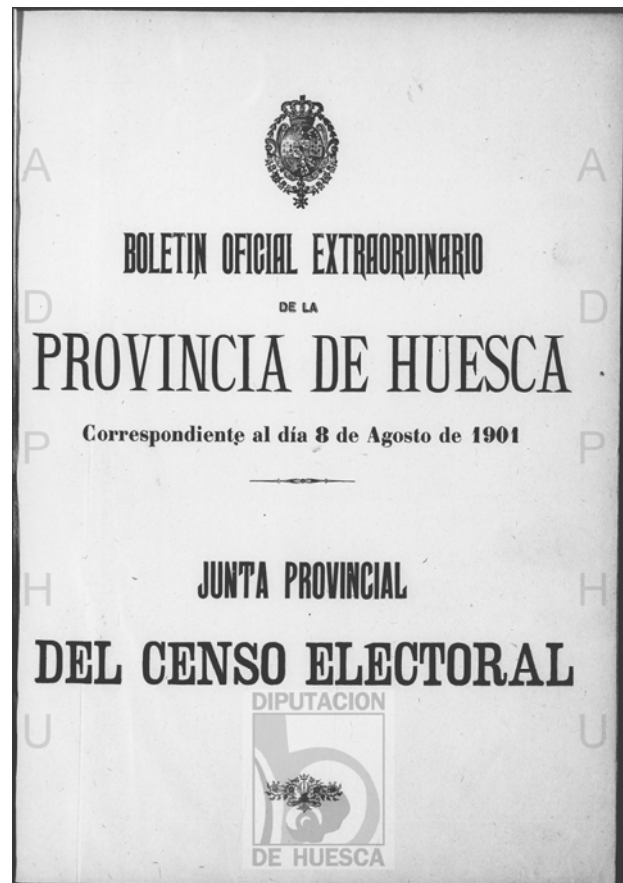 BOLETIN OFICIAL EXTRAORDINARIO
DE LA
PROVINCIA DE HUESCA
Correspondiente al día 8 de Agosto de 1901
JUNTA PROVINCIAL
DEL CENSO ELECTORAL
DIPUTACION
DE HUESCA
A
D
P
H
U
A
D
P
H
U